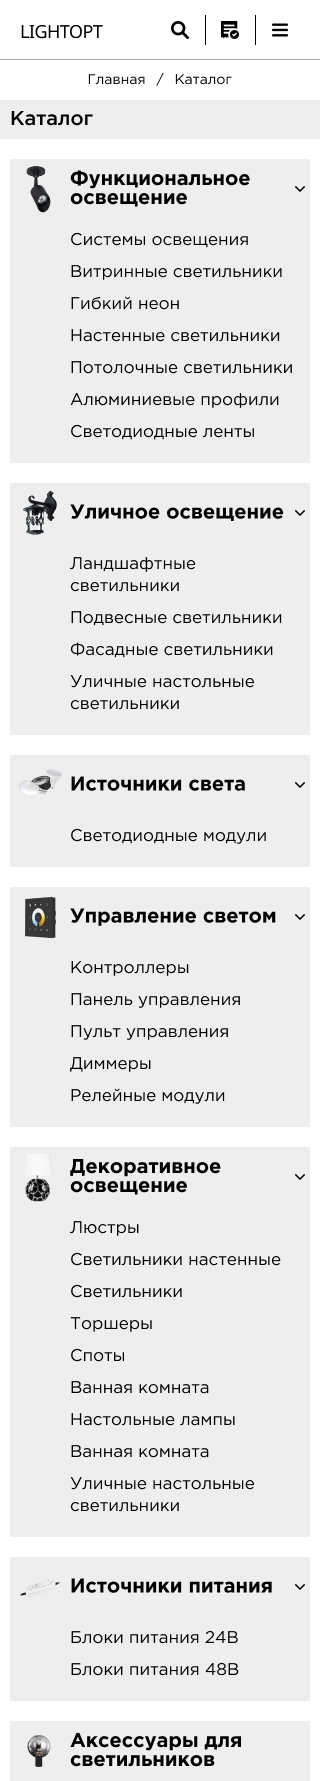 LIGHTOPT
Главная / Каталог
Каталог
Функциональное
освещение
Системы освещения
Витринные светильники
Гибкий неон
Настенные светильники
Потолочные светильники
Алюминиевые профили
Светодиодные ленты
Уличное освещение
Ландшафтные
светильники
Подвесные светильники
Фасадные светильники
Уличные настольные
светильники
Источники света
Светодиодные модули
Управление светом
Контроллеры
Панель управления
Пульт управления
Диммеры
Релейные модули
Декоративное
освещение
Люстры
Светильники настенные
Светильники
Торшеры
Споты
Ванная комната
Настольные лампы
Ванная комната
Уличные настольные
светильники
Источники питания
Блоки питания 24В
Блоки питания 48В
Аксессуары для
светильников